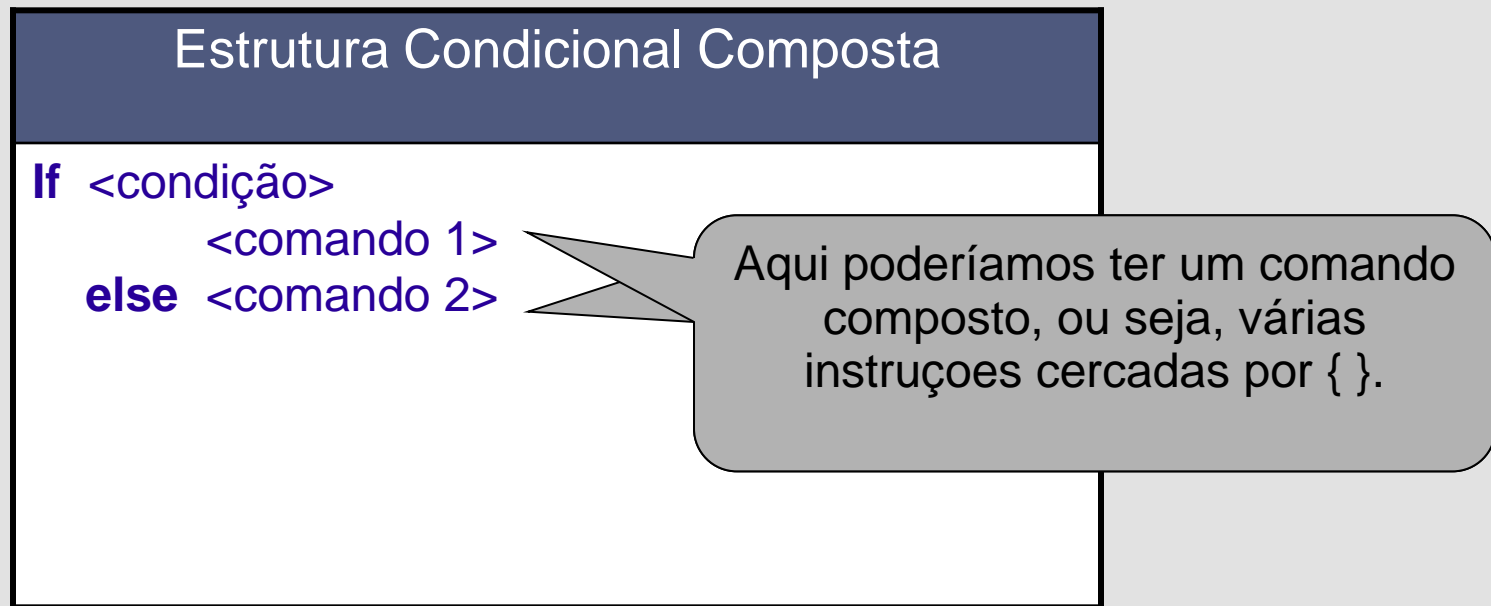 Estrutura Condicional Composta
If <condição>
<comando 1>
else <comando 2>
Aqui poderíamos ter um comando
composto, ou seja, várias
instruçoes cercadas por { }.